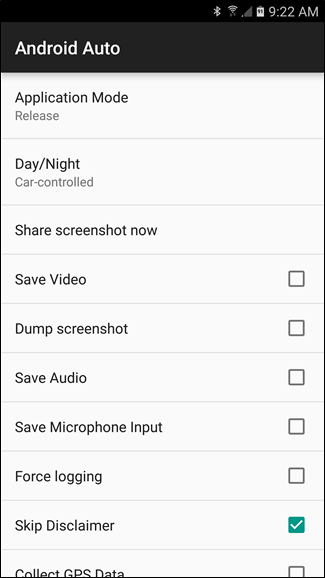 9:22 AM
Android Auto
Application Mode
Release
Day/Night
Car-controlled
Share screenshot now
Save Video
Dump screenshot
Save Audio
Save Microphone Input
Force logging
Skip Disclaimer
Collect GPS Data